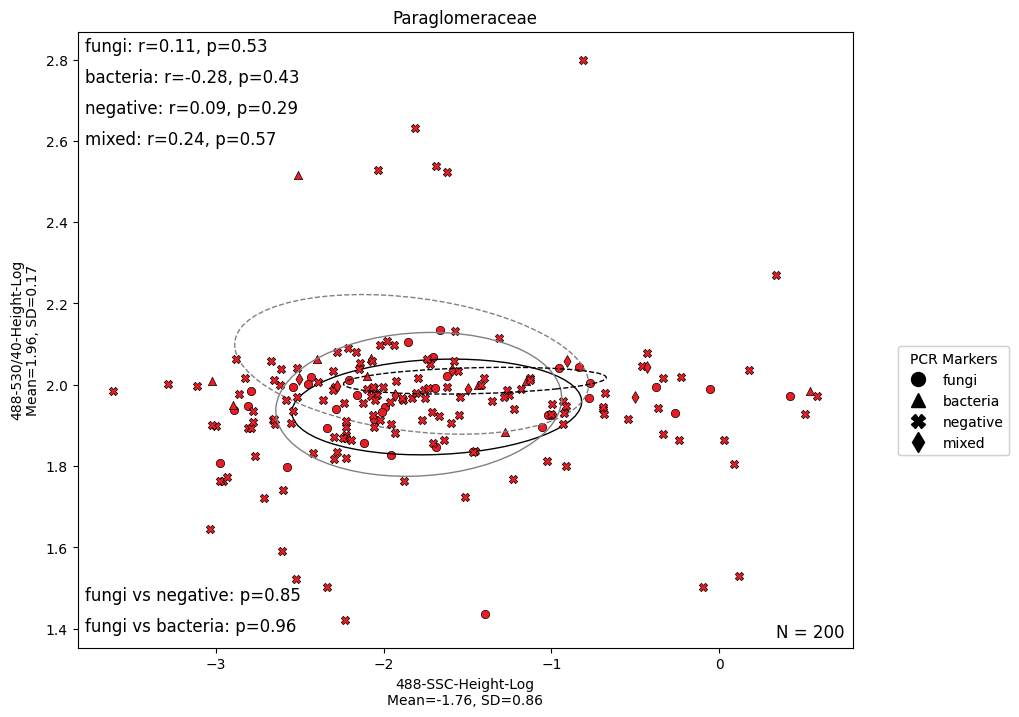 Paraglomeraceae
fungi: r=0.11, p=0.53
bacteria: r=-0.28, p=0.43
negative: r=0.09, p=0.29
mixed: r=0.24, p=0.57
2.8
2.6
2.4
2.2
2.0
1.8
1.6
1.4
488-530/40-Height-Log
Mean=1.96, SD=0.17
PCR Markers
fungi
bacteria
negative
mixed
fungi vs negative: p=0.85
fungi vs bacteria: p=0.96
N = 200
−3
−2
−1
0
488-SSC-Height-Log
Mean=-1.76, SD=0.86